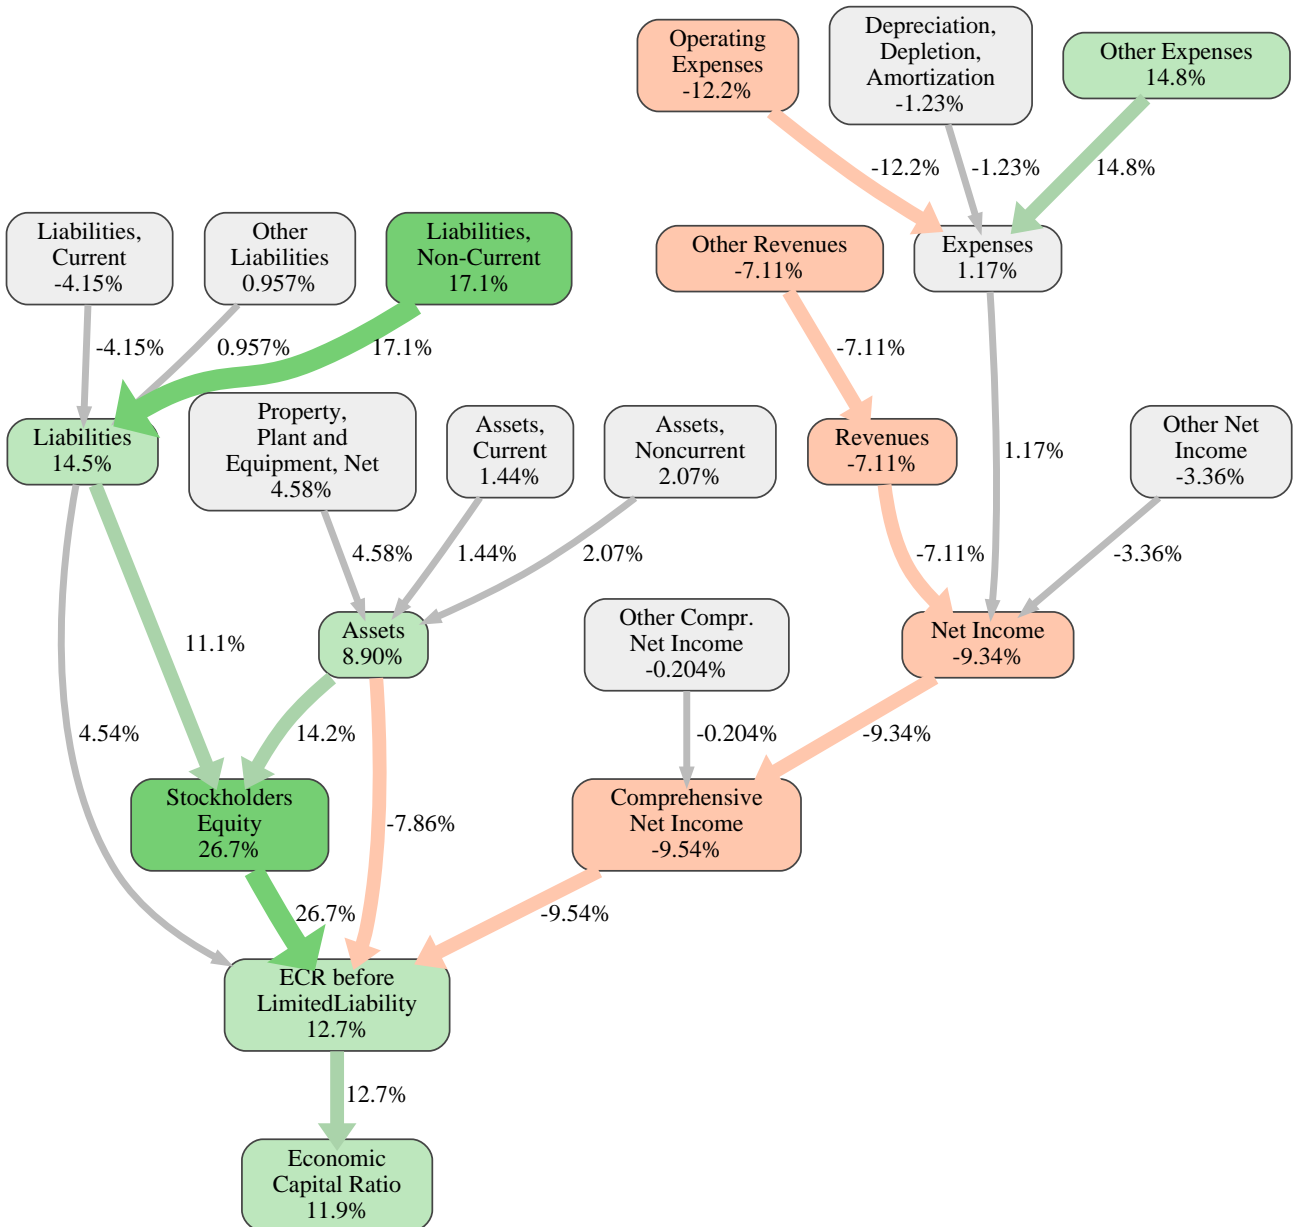 Operating
Expenses
-12.2%
Depreciation,
Depletion,
Amortization
-1.23%
Other Expenses
14.8%
-12.2%
-1.23%
14.8%
Liabilities,
Current
-4.15%
Other
Liabilities
0.957%
Liabilities,
Non-Current
17.1%
Other Revenues
-7.11%
Expenses
1.17%
-4.15%
0.957%
17.1%
-7.11%
Liabilities
14.5%
Property,
Plant and
Equipment, Net
4.58%
Assets,
Current
1.44%
Assets,
Noncurrent
2.07%
Revenues
-7.11%
1.17%
Other Net
Income
-3.36%
4.58%
1.44%
2.07%
-7.11%
-3.36%
11.1%
Assets
8.90%
Other Compr.
Net Income
-0.204%
Net Income
-9.34%
4.54%
14.2%
-0.204%
-9.34%
Stockholders
Equity
26.7%
-7.86%
Comprehensive
Net Income
-9.54%
26.7%
-9.54%
ECR before
LimitedLiability
12.7%
12.7%
Economic
Capital Ratio
11.9%